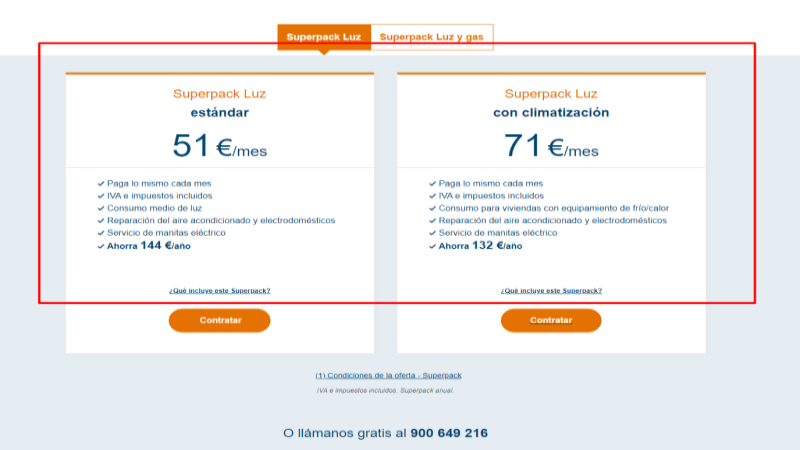 Superpack Luz
Superpack Luz y gas
Superpack Luz
estándar
51 €/mes
Paga lo mismo cada mes
IVA e impuestos incluidos
Consumo medio de luz
Reparación del aire acondicionado y electrodomésticos
Servicio de manitas eléctrico
Ahorra 144 €/año
¿Qué incluye este Superpack?
Contratar
Superpack Luz
con climatización
71 €/mes
Paga lo mismo cada mes
IVA e impuestos incluidos
Consumo para viviendas con equipamiento de frío/calor
Reparación del aire acondicionado y electrodomésticos
Servicio de manitas eléctrico
Ahorra 132 €/año
¿Qué incluye este Superpack?
Contratar
(1) Condiciones de la oferta - Superpack
IVA e impuestos incluidos. Superpack anual.
O llámanos gratis al 900 649 216